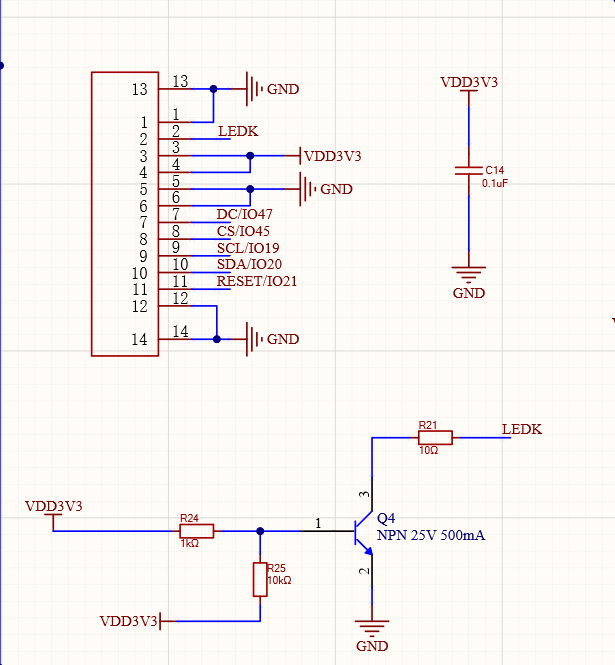 13 13 GND
1 1
2 2 LEDK
3 3 VDD3V3
4 4
5 5 GND
6 6
7 7 DC/IO47
8 8 CS/IO45
9 9 SCL/IO19
10 10 SDA/IO20
11 11 RESET/IO21
12 12
14 14 GND
VDD3V3
C14
0.1uF
GND
R21
10Ω
LEDK
3
VDD3V3
R24
1kΩ
1
Q4
NPN 25V 500mA
R25
10kΩ
2
VDD3V3
GND